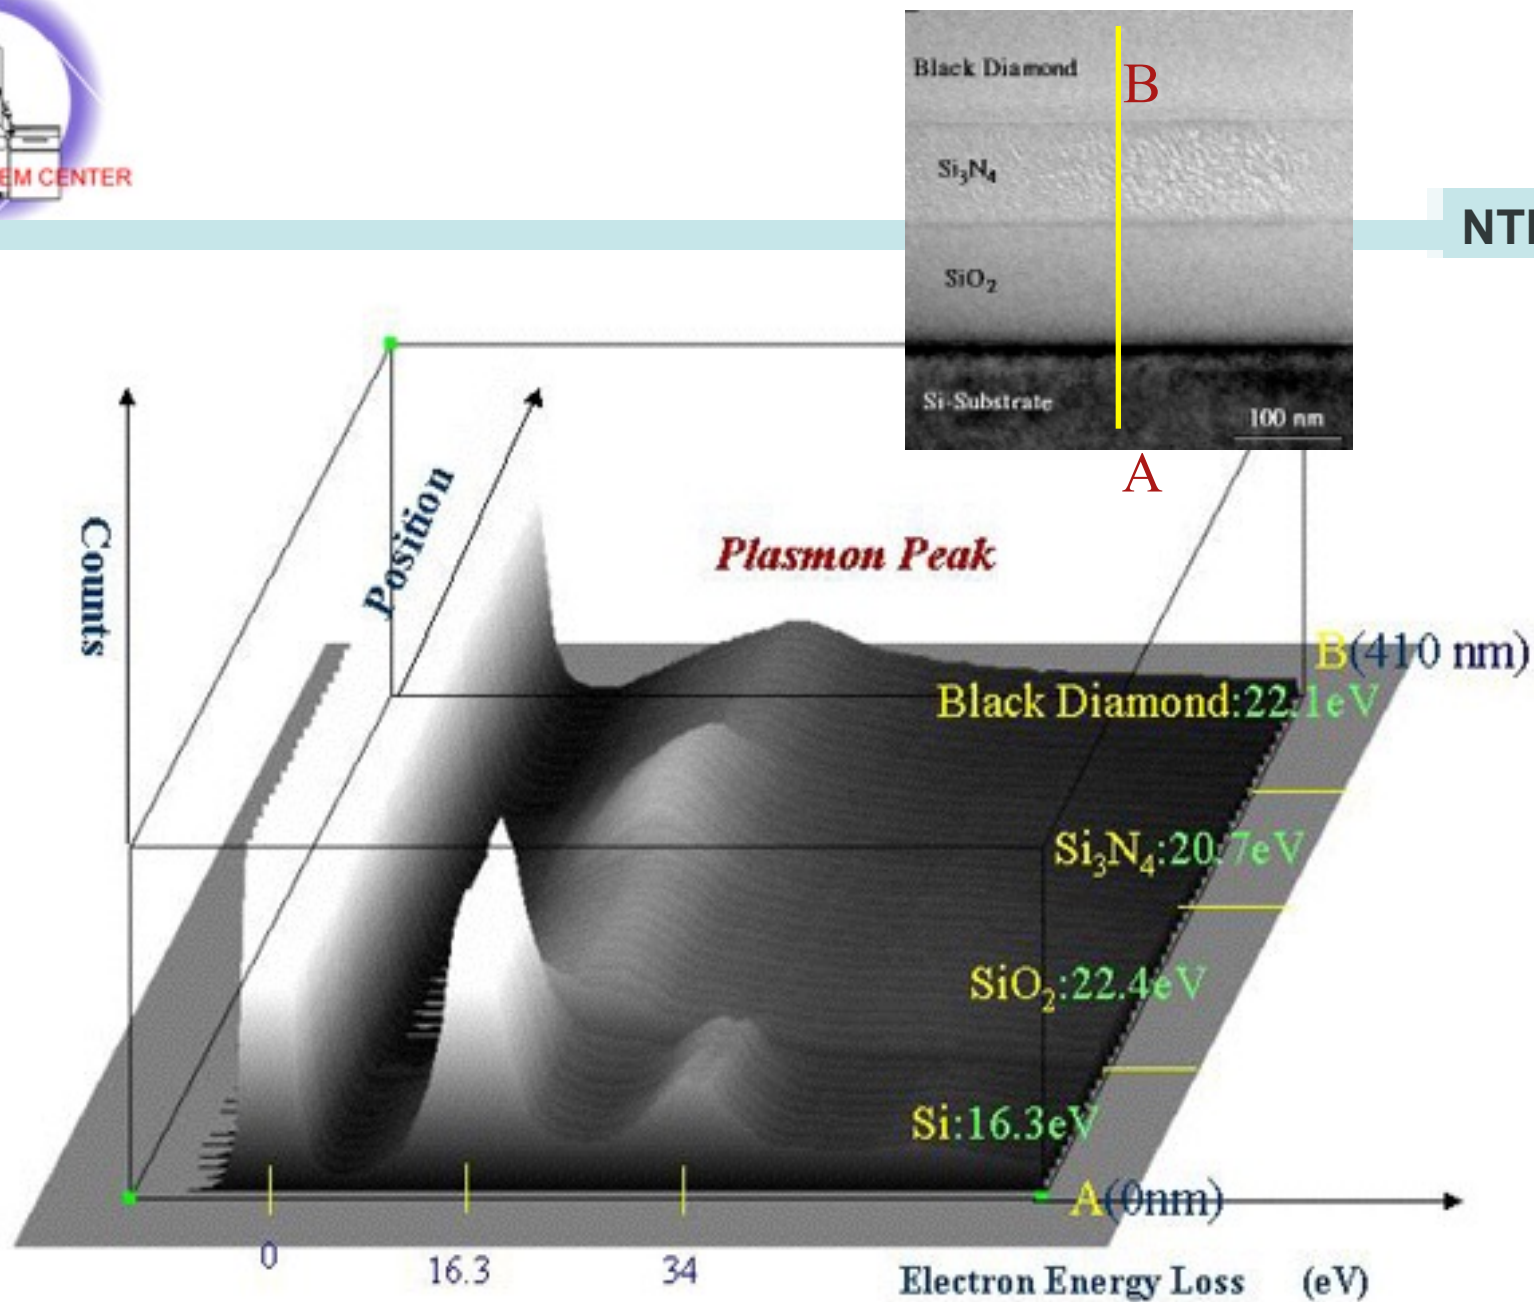 Black Diamond
B
Si₃N₄
EM CENTER
SiO₂
Si-Substrate
100 nm
A
Counts
Position
Plasmon Peak
B(410 nm)
Black Diamond:22.1eV
Si₃N₄:20.7eV
SiO₂:22.4eV
Si:16.3eV
A(0nm)
0
16.3
34
Electron Energy Loss (eV)